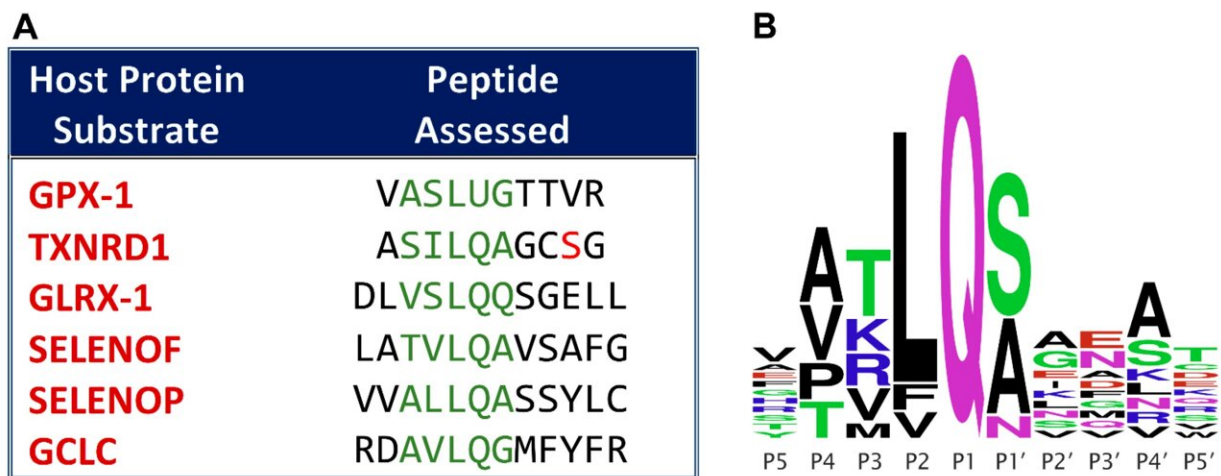 A
Host Protein Substrate
Peptide Assessed
GPX-1 VASLUGTTVR
TXNRD1 ASILQAGCSG
GLRX-1 DLVSLQQSGELL
SELENOF LATVLQAVSAFG
SELENOP VVALLQASSYLC
GCLC RDAVLQGMFYFR
B
A V P T
T K R V M
L F V
Q
S A N
A G E I K L N S V
E N A D F G M Q V
A S K L N R V
P5 P4 P3 P2 P1 P1′ P2′ P3′ P4′ P5′